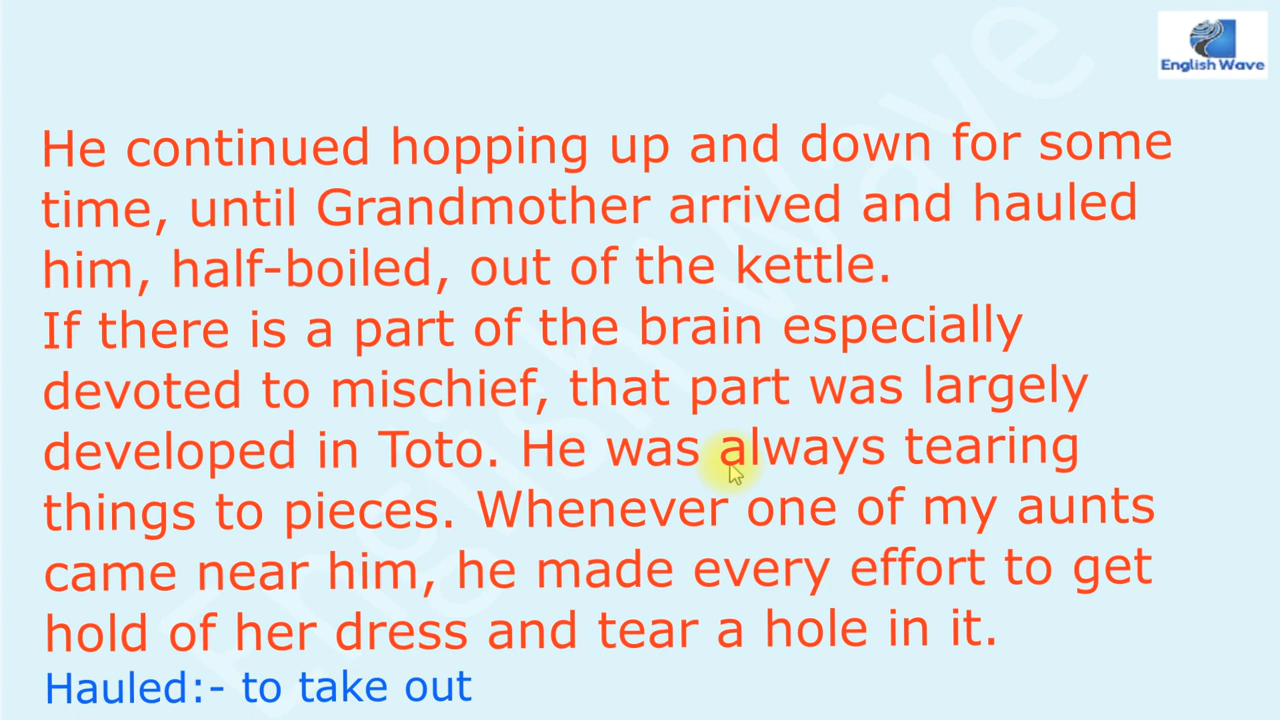 English Wave
He continued hopping up and down for some
time, until Grandmother arrived and hauled
him, half-boiled, out of the kettle.
If there is a part of the brain especially
devoted to mischief, that part was largely
developed in Toto. He was always tearing
things to pieces. Whenever one of my aunts
came near him, he made every effort to get
hold of her dress and tear a hole in it.
Hauled:- to take out
English Wave